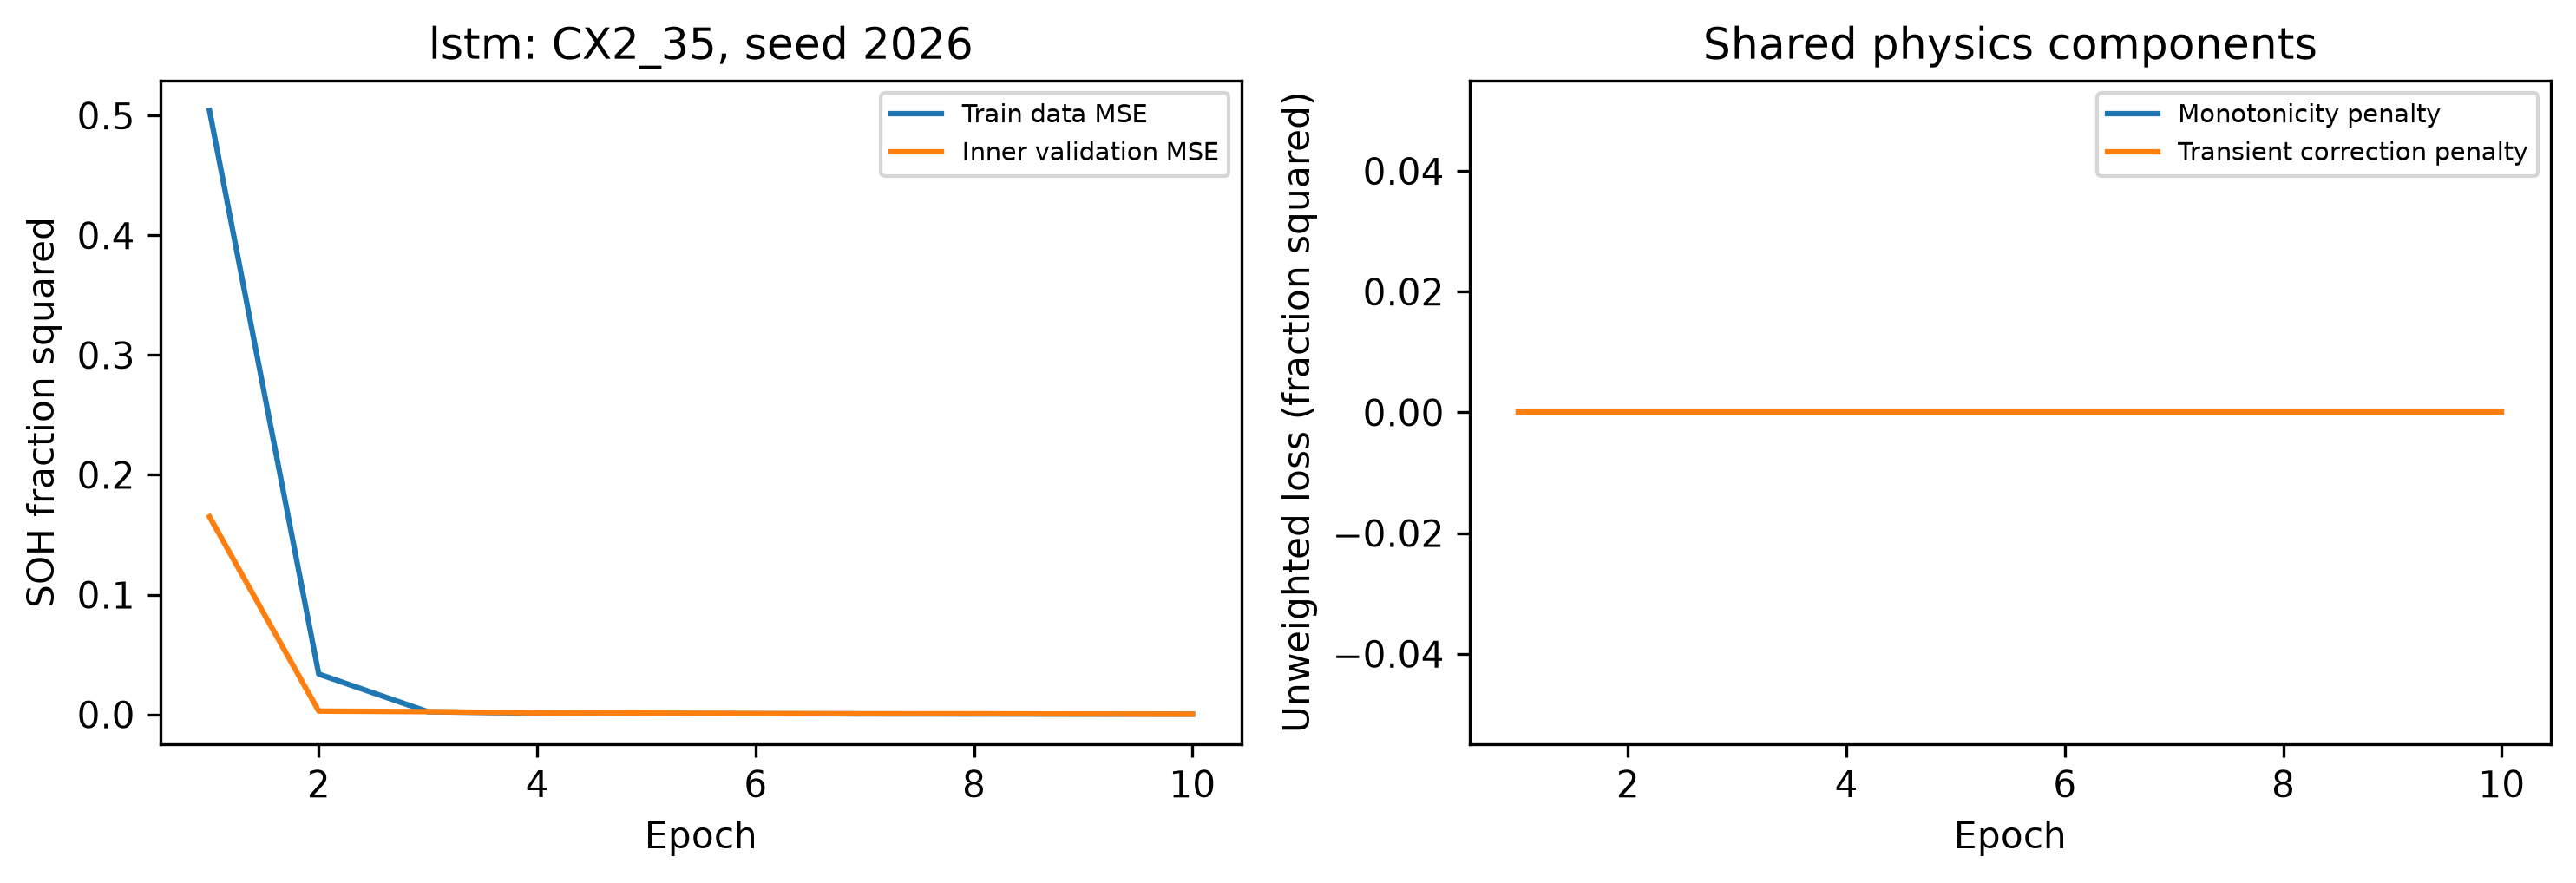 lstm: CX2_35, seed 2026
SOH fraction squared
0.5
0.4
0.3
0.2
0.1
0.0
Train data MSE
Inner validation MSE
2 4 6 8 10
Epoch
Shared physics components
Unweighted loss (fraction squared)
0.04
0.02
0.00
−0.02
−0.04
Monotonicity penalty
Transient correction penalty
2 4 6 8 10
Epoch